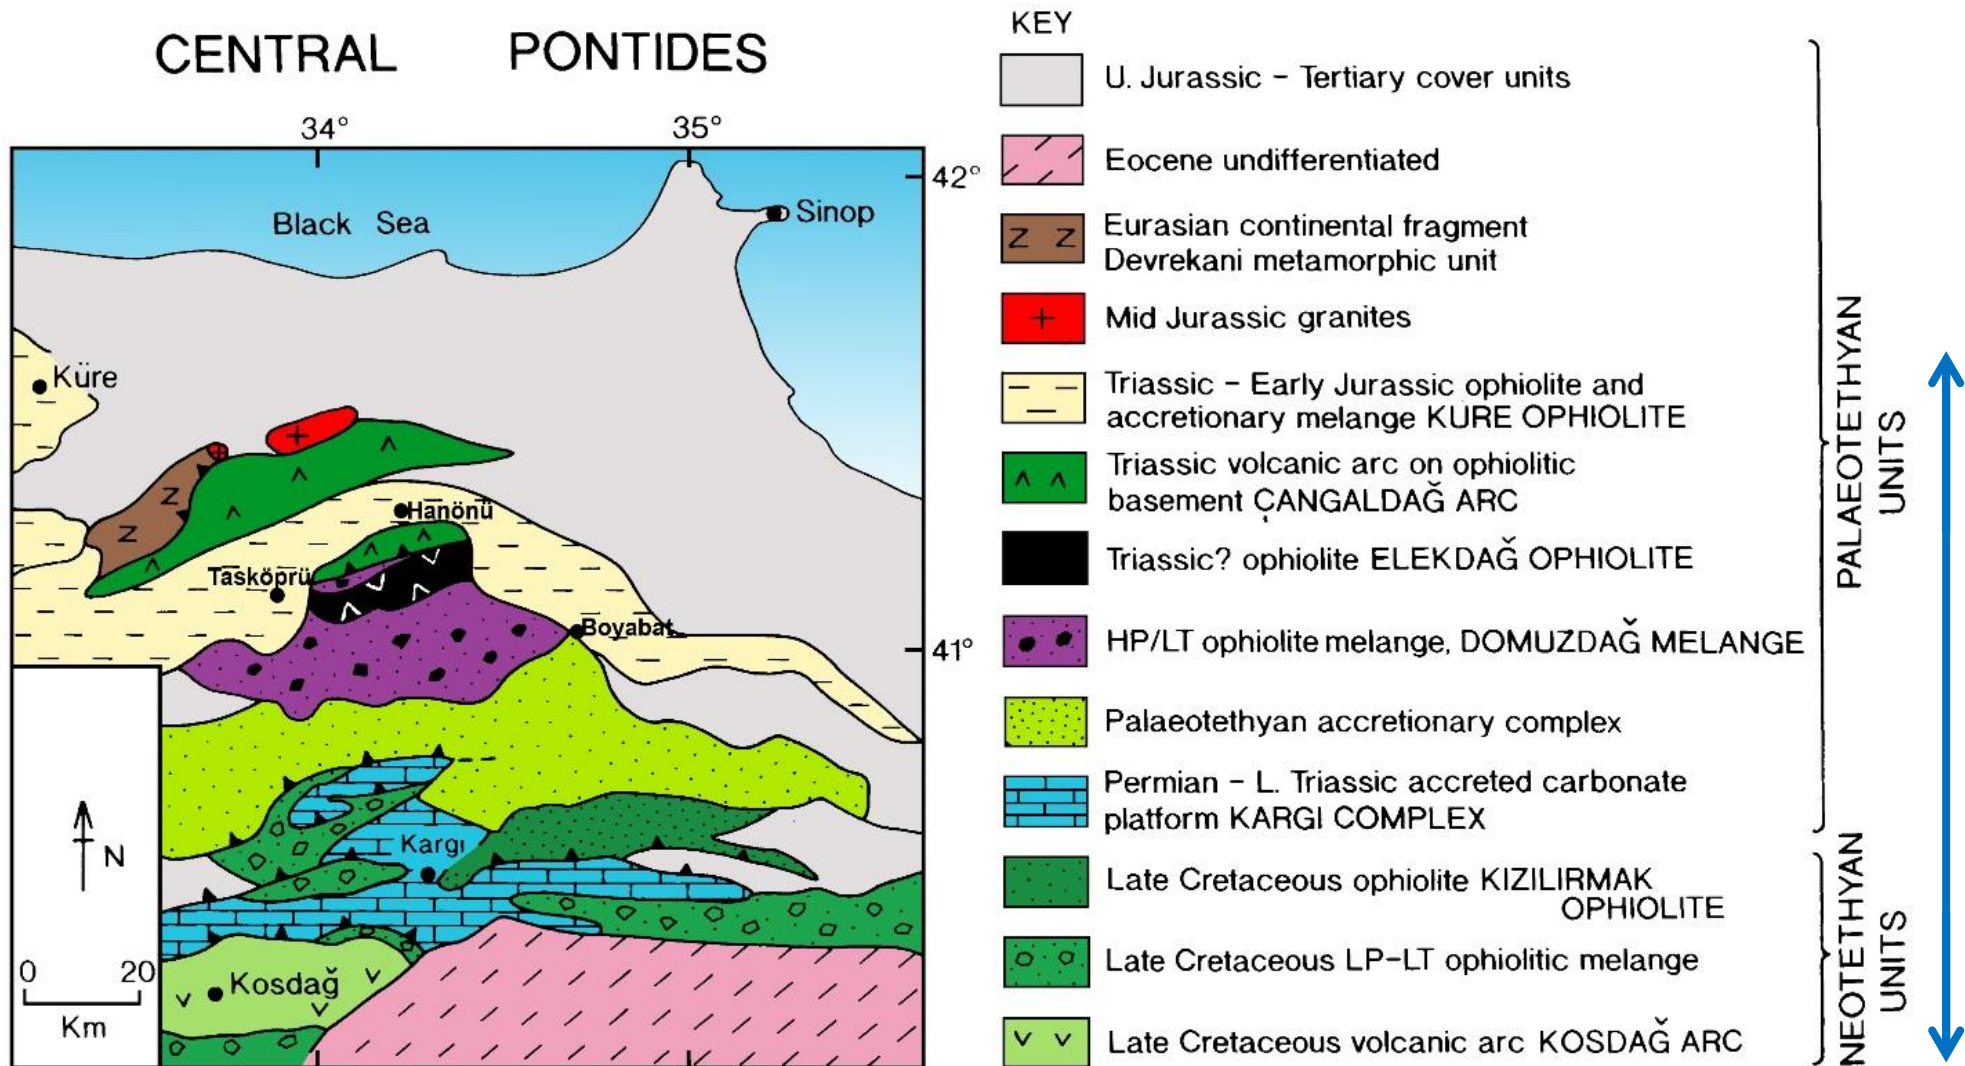 CENTRAL PONTIDES
34° 35°
42°
Black Sea
Sinop
Küre
Hanönü
Tasköprü
Boyabat
41°
Kargı
N
0 20
Km
Kosdağ
KEY
U. Jurassic - Tertiary cover units
Eocene undifferentiated
Z Z
Eurasian continental fragment
Devrekani metamorphic unit
Mid Jurassic granites
Triassic - Early Jurassic ophiolite and
accretionary melange KURE OPHIOLITE
Triassic volcanic arc on ophiolitic
basement ÇANGALDAĞ ARC
Triassic? ophiolite ELEKDAĞ OPHIOLITE
HP/LT ophiolite melange, DOMUZDAĞ MELANGE
Palaeotethyan accretionary complex
Permian - L. Triassic accreted carbonate
platform KARGI COMPLEX
Late Cretaceous ophiolite KIZILIRMAK
OPHIOLITE
Late Cretaceous LP-LT ophiolitic melange
Late Cretaceous volcanic arc KOSDAĞ ARC
PALAEOTETHYAN
UNITS
NEOTETHYAN
UNITS